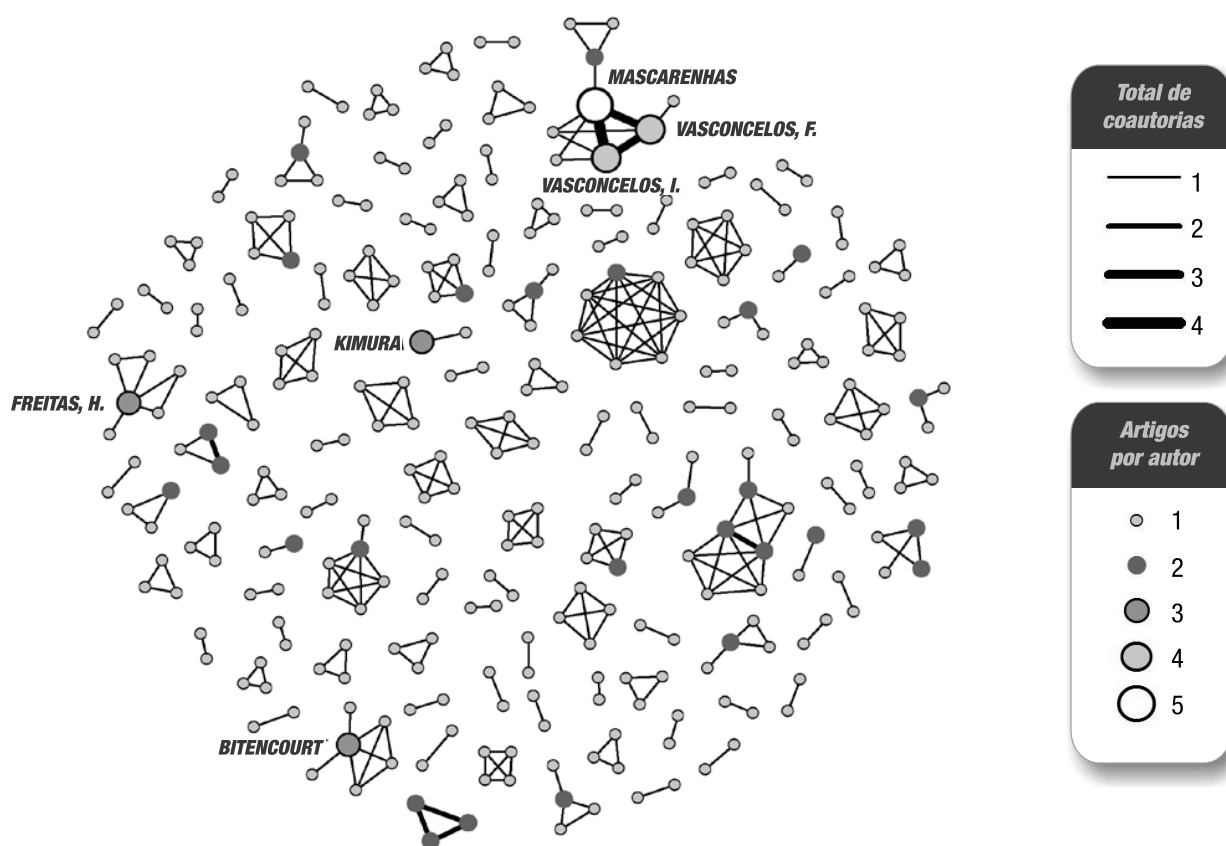 MASCARENHAS
VASCONCELOS, F.
VASCONCELOS, I.
KIMURA
FREITAS, H.
BITENCOURT
Total de
coautorias
1
2
3
4
Artigos
por autor
1
2
3
4
5